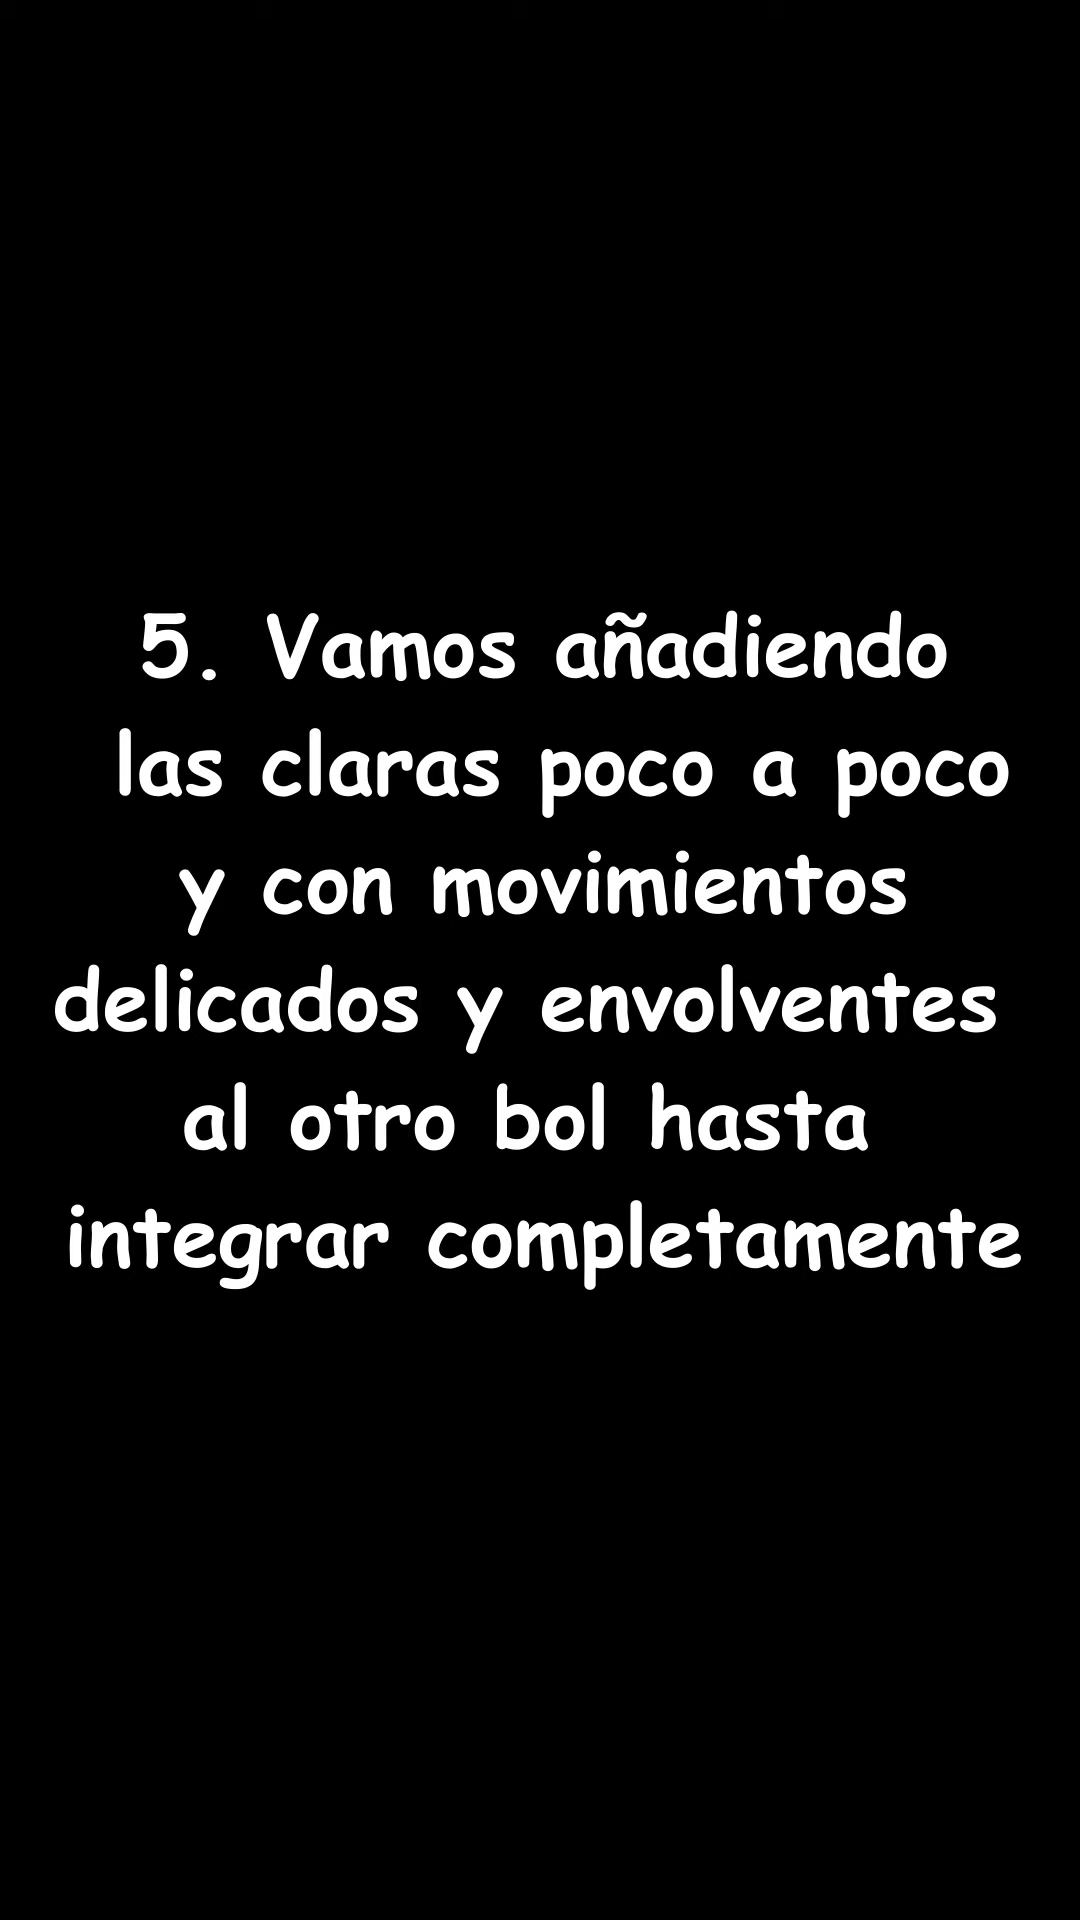 5. Vamos añadiendo
las claras poco a poco
y con movimientos
delicados y envolventes
al otro bol hasta
integrar completamente